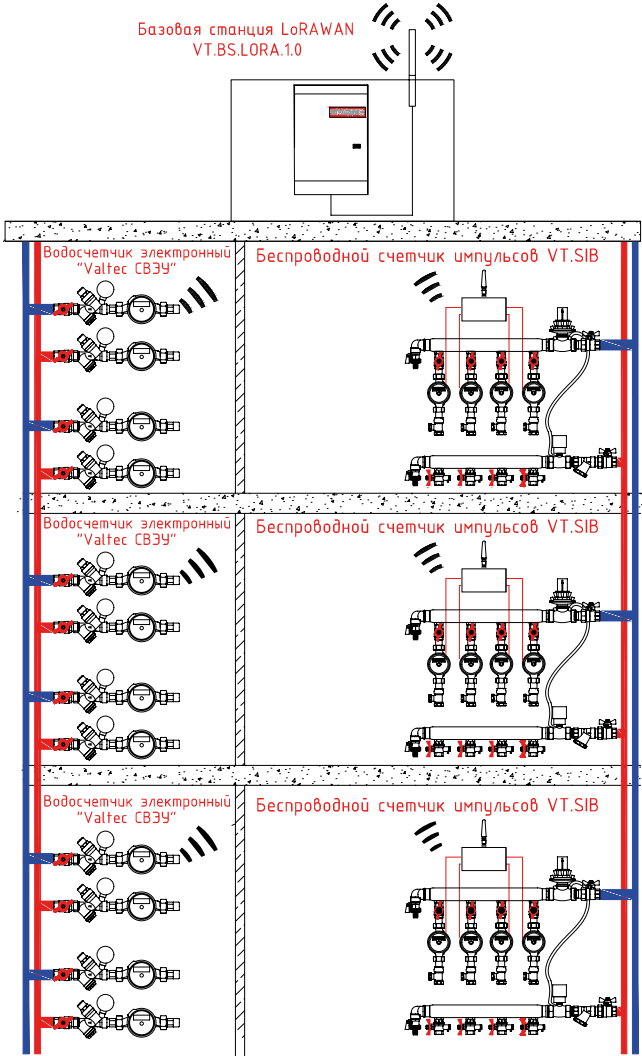 Базовая станция LoRAWAN
VT.BS.LORA.1.0
Водосчетчик электронный
"Valtec СВЭУ"
Беспроводной счетчик импульсов VT.SIB
Водосчетчик электронный
"Valtec СВЭУ"
Беспроводной счетчик импульсов VT.SIB
Водосчетчик электронный
"Valtec СВЭУ"
Беспроводной счетчик импульсов VT.SIB